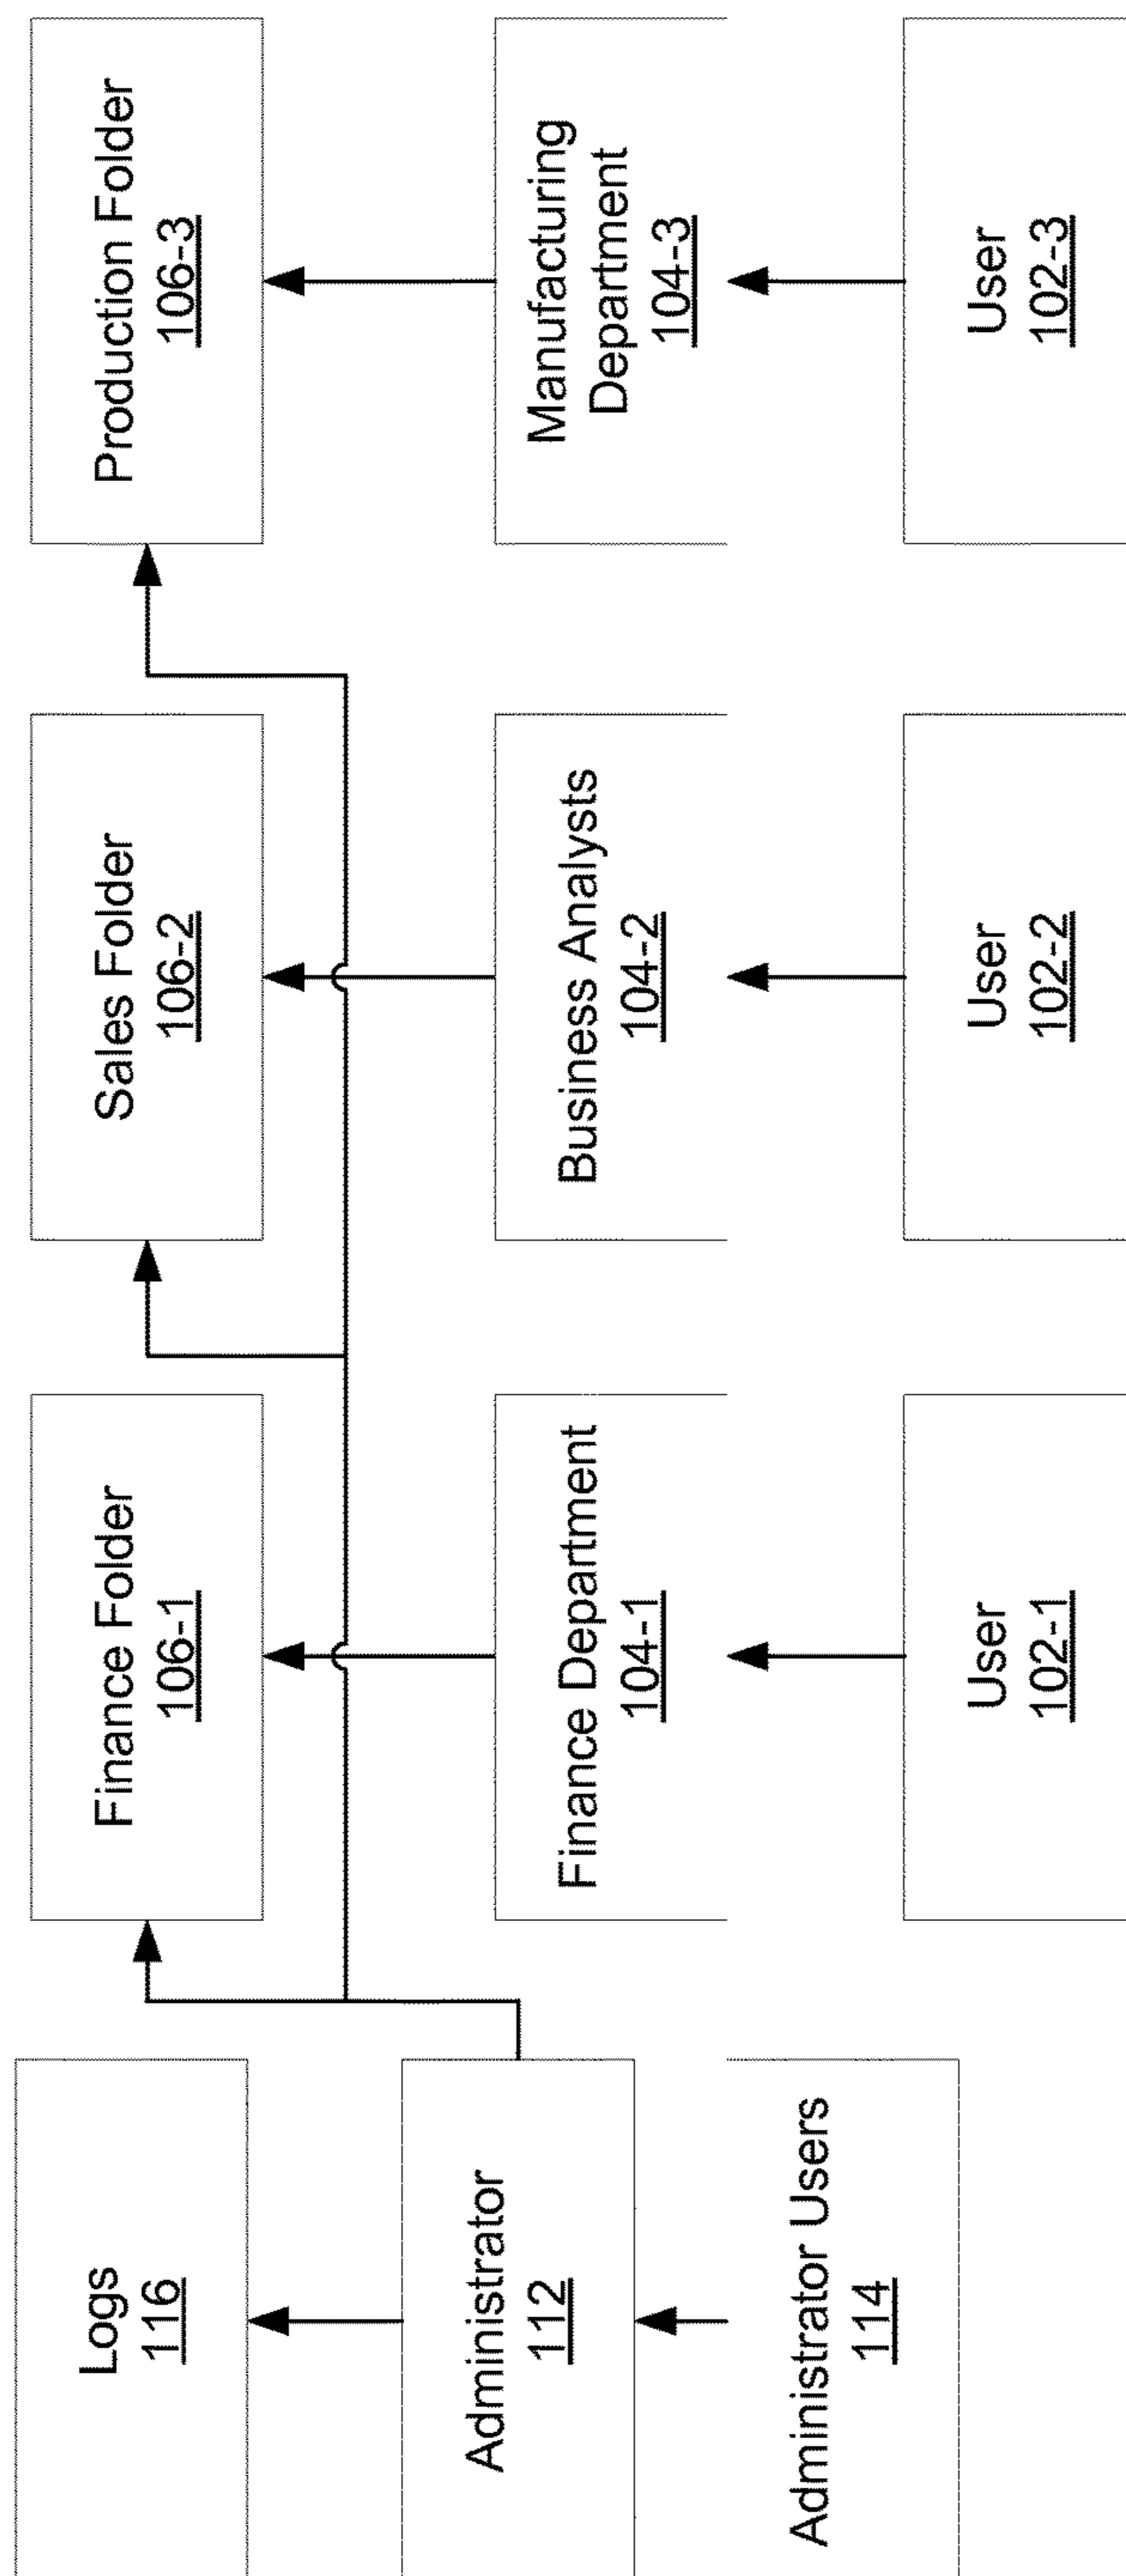 Logs
116
Finance Folder
106-1
Sales Folder
106-2
Production Folder
106-3
Administrator
112
Finance Department
104-1
Business Analysts
104-2
Manufacturing
Department
104-3
Administrator Users
114
User
102-1
User
102-2
User
102-3